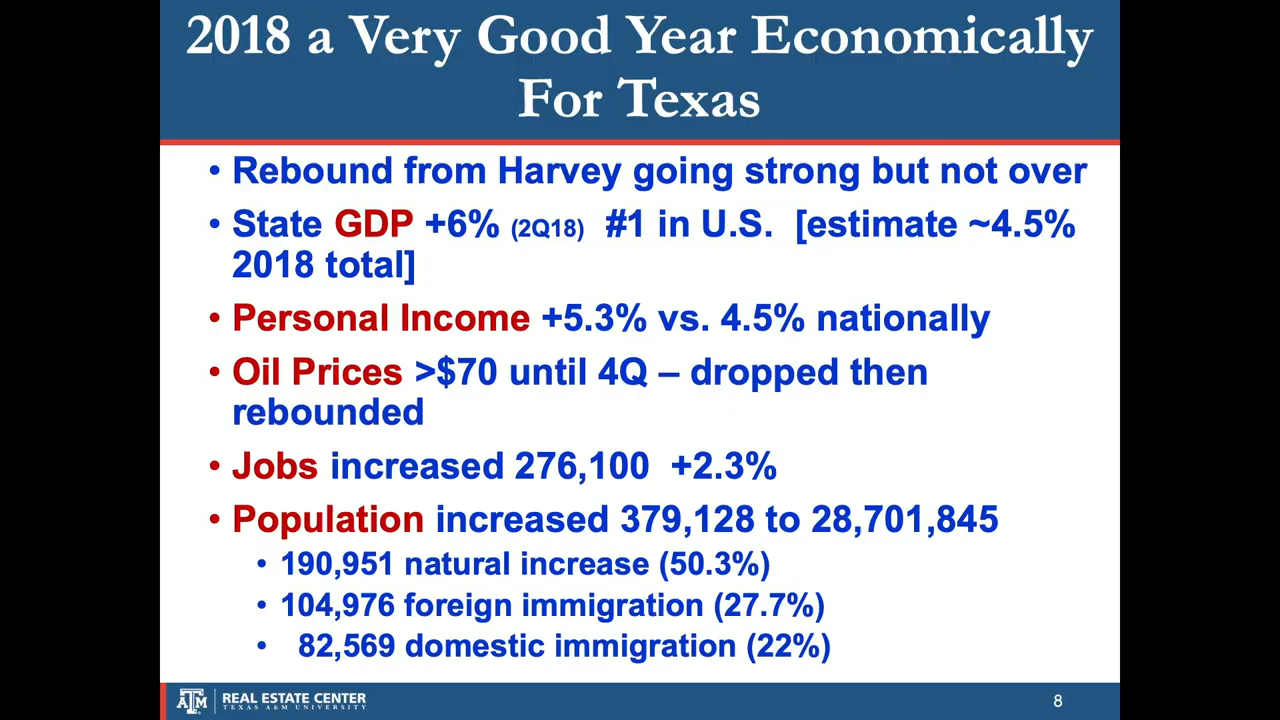 2018 a Very Good Year Economically
For Texas
• Rebound from Harvey going strong but not over
• State GDP +6% (2Q18) #1 in U.S. [estimate ~4.5%
2018 total]
• Personal Income +5.3% vs. 4.5% nationally
• Oil Prices >$70 until 4Q – dropped then
rebounded
• Jobs increased 276,100 +2.3%
• Population increased 379,128 to 28,701,845
• 190,951 natural increase (50.3%)
• 104,976 foreign immigration (27.7%)
• 82,569 domestic immigration (22%)
ATM REAL ESTATE CENTER
TEXAS A&M UNIVERSITY
8